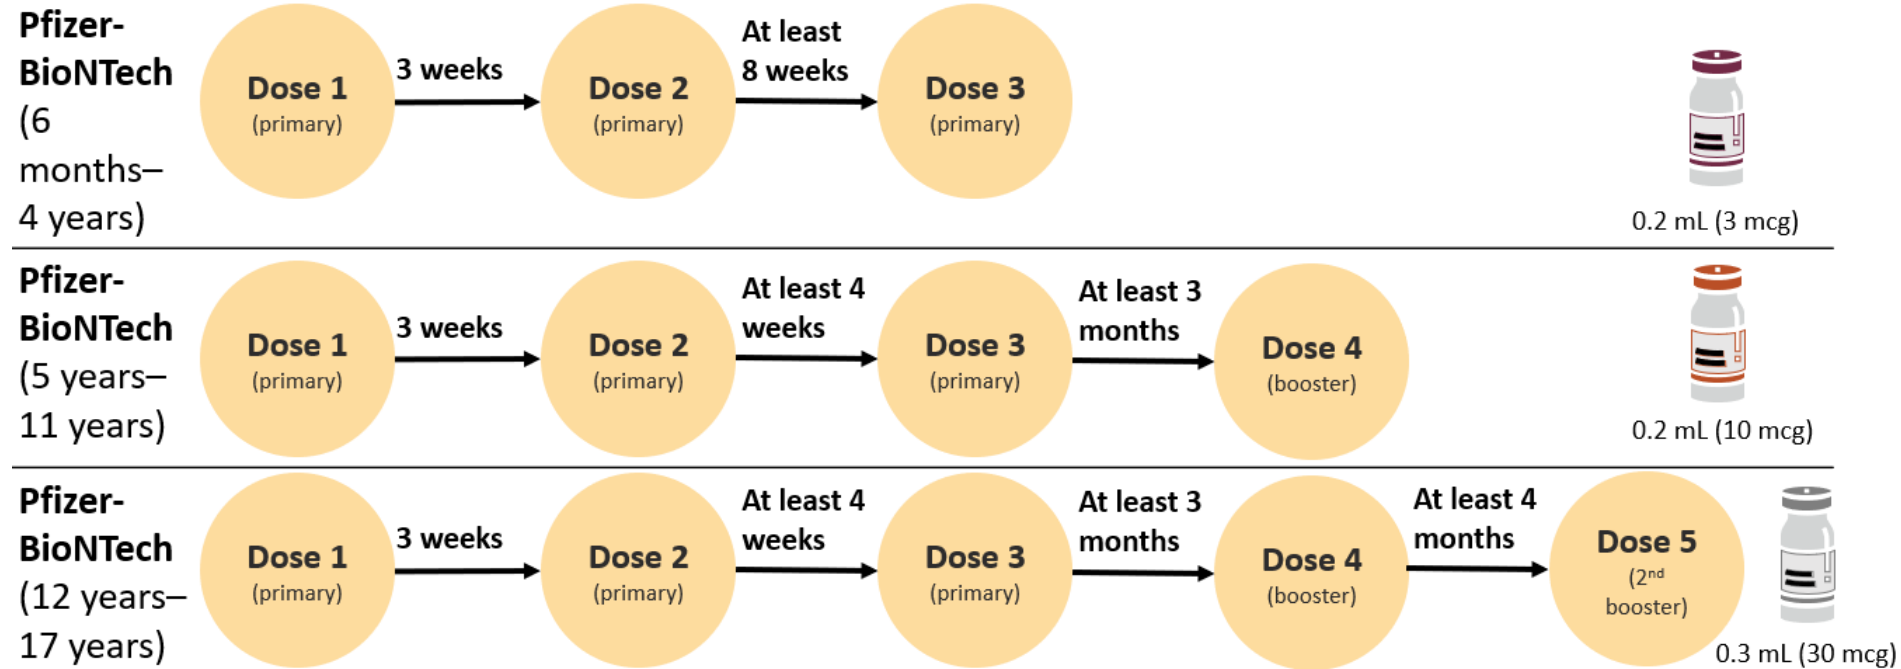 Pfizer-
BioNTech
(6
months–
4 years)
Dose 1
(primary)
3 weeks
Dose 2
(primary)
At least
8 weeks
Dose 3
(primary)
0.2 mL (3 mcg)
Pfizer-
BioNTech
(5 years–
11 years)
Dose 1
(primary)
3 weeks
Dose 2
(primary)
At least 4
weeks
Dose 3
(primary)
At least 3
months
Dose 4
(booster)
0.2 mL (10 mcg)
Pfizer-
BioNTech
(12 years–
17 years)
Dose 1
(primary)
3 weeks
Dose 2
(primary)
At least 4
weeks
Dose 3
(primary)
At least 3
months
Dose 4
(booster)
At least 4
months
Dose 5
(2nd
booster)
0.3 mL (30 mcg)